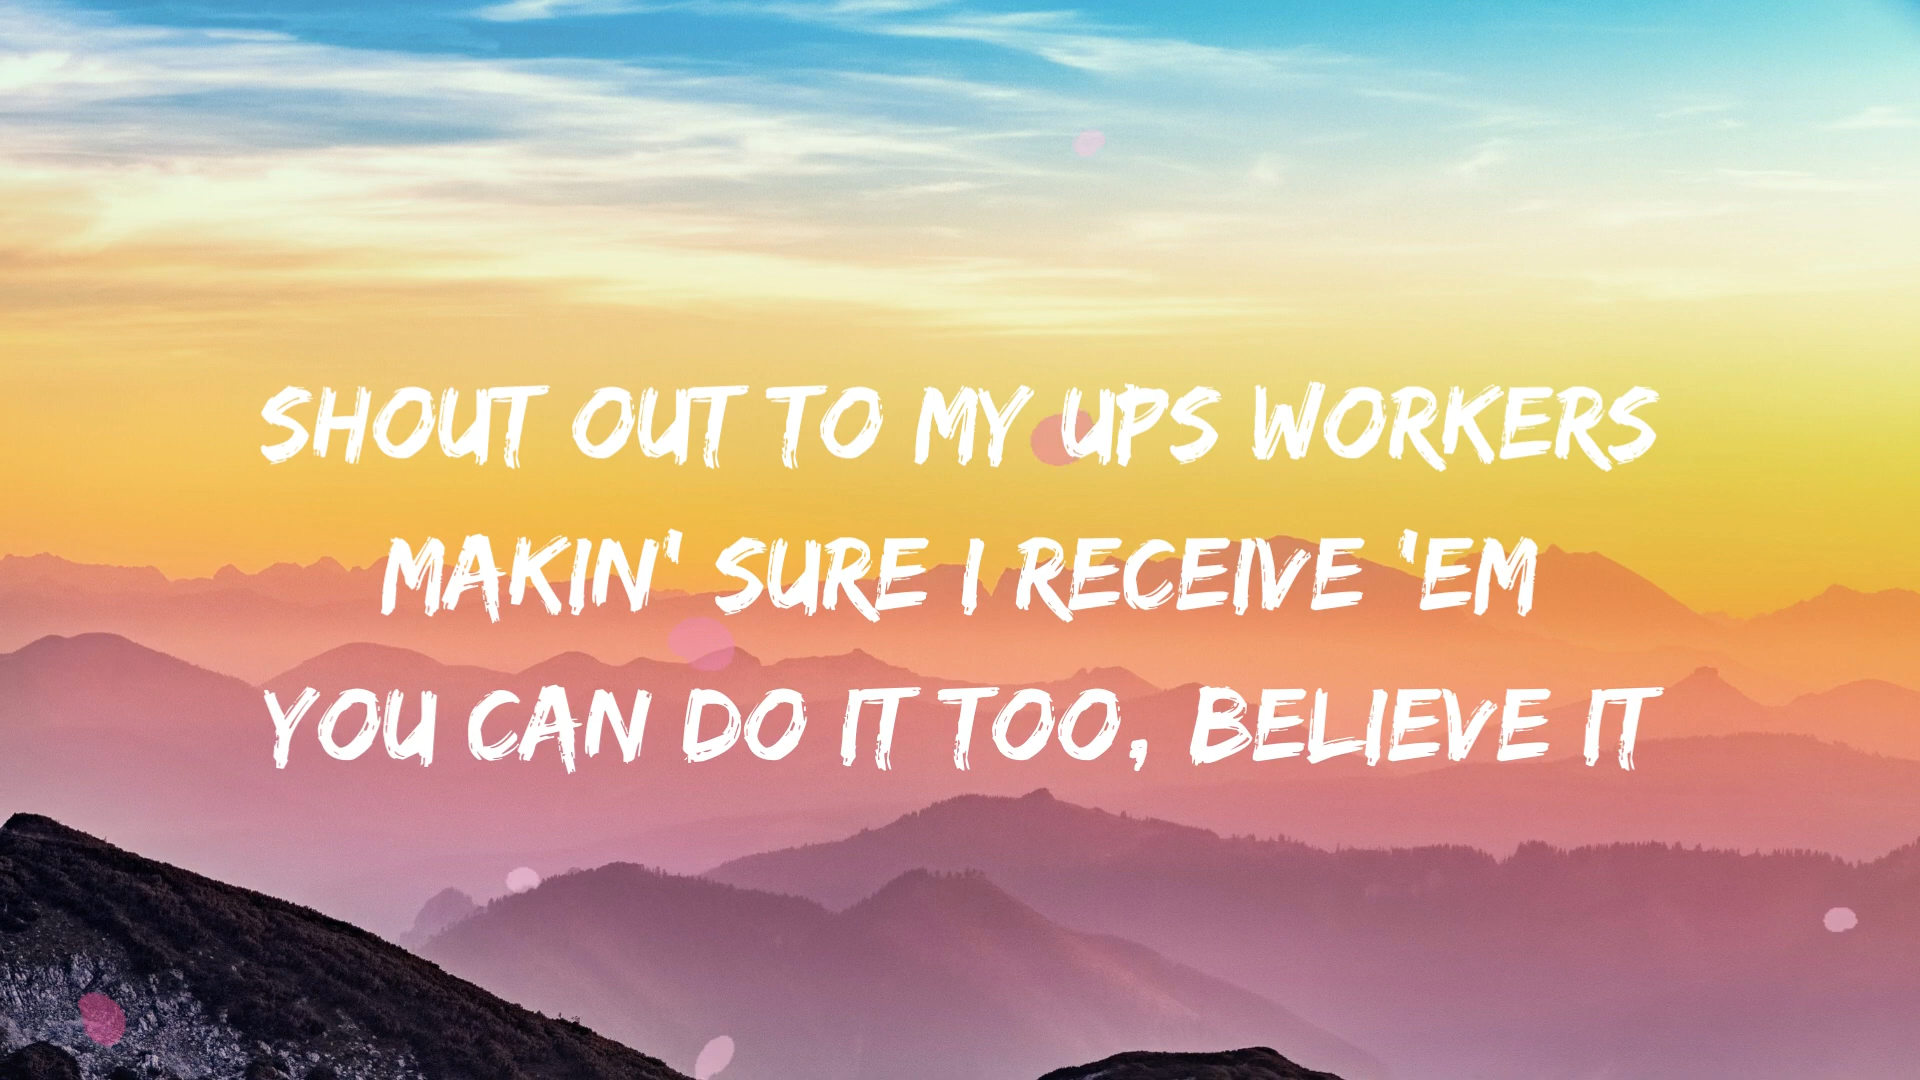 SHOUT OUT TO MY UPS WORKERS
MAKIN' SURE I RECEIVE 'EM
YOU CAN DO IT TOO, BELIEVE IT